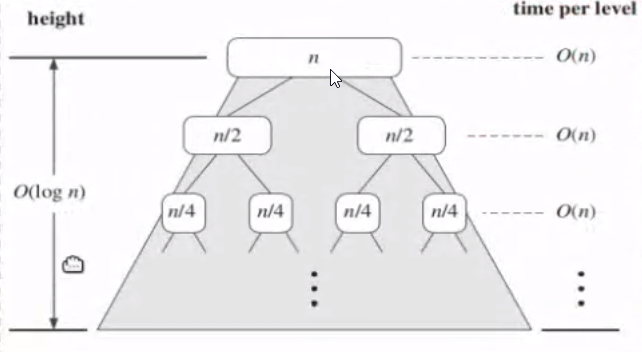 height
time per level
n
O(n)
n/2 n/2
O(n)
O(log n)
n/4 n/4 n/4 n/4
O(n)